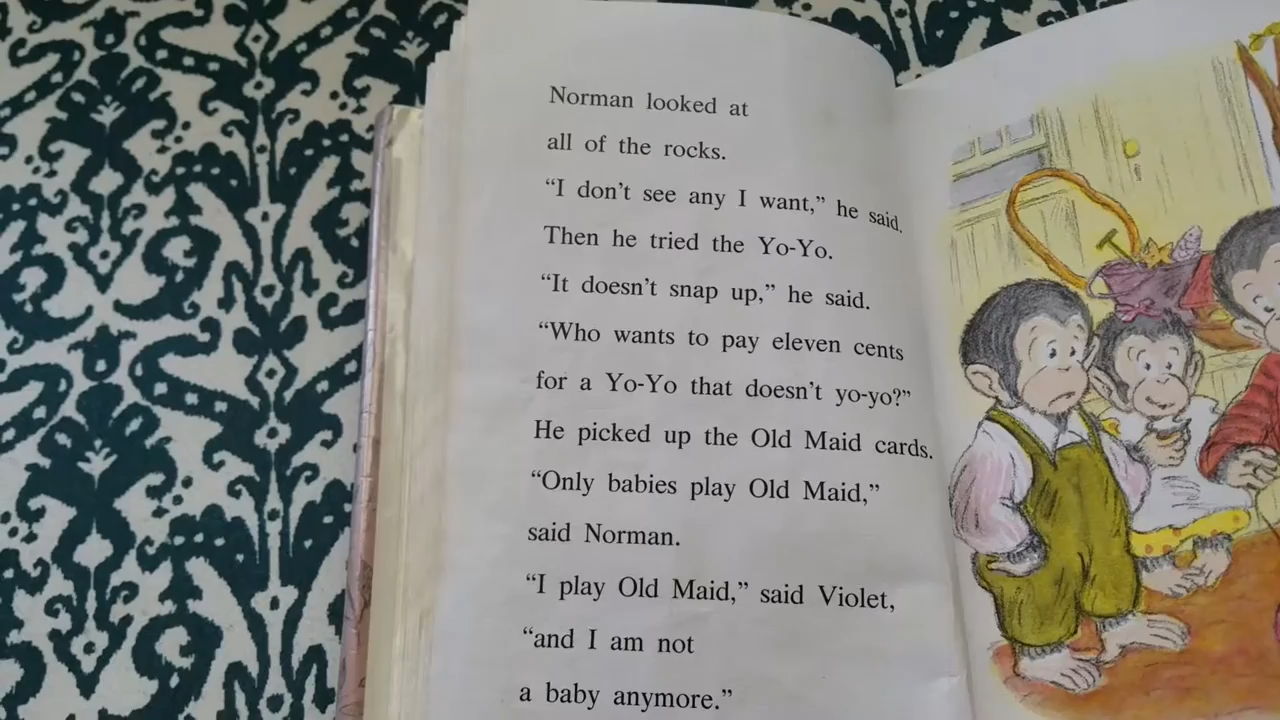 Norman looked at
all of the rocks.
“I don’t see any I want,” he said.
Then he tried the Yo-Yo.
“It doesn’t snap up,” he said.
“Who wants to pay eleven cents
for a Yo-Yo that doesn’t yo-yo?”
He picked up the Old Maid cards.
“Only babies play Old Maid,”
said Norman.
“I play Old Maid,” said Violet,
“and I am not
a baby anymore.”